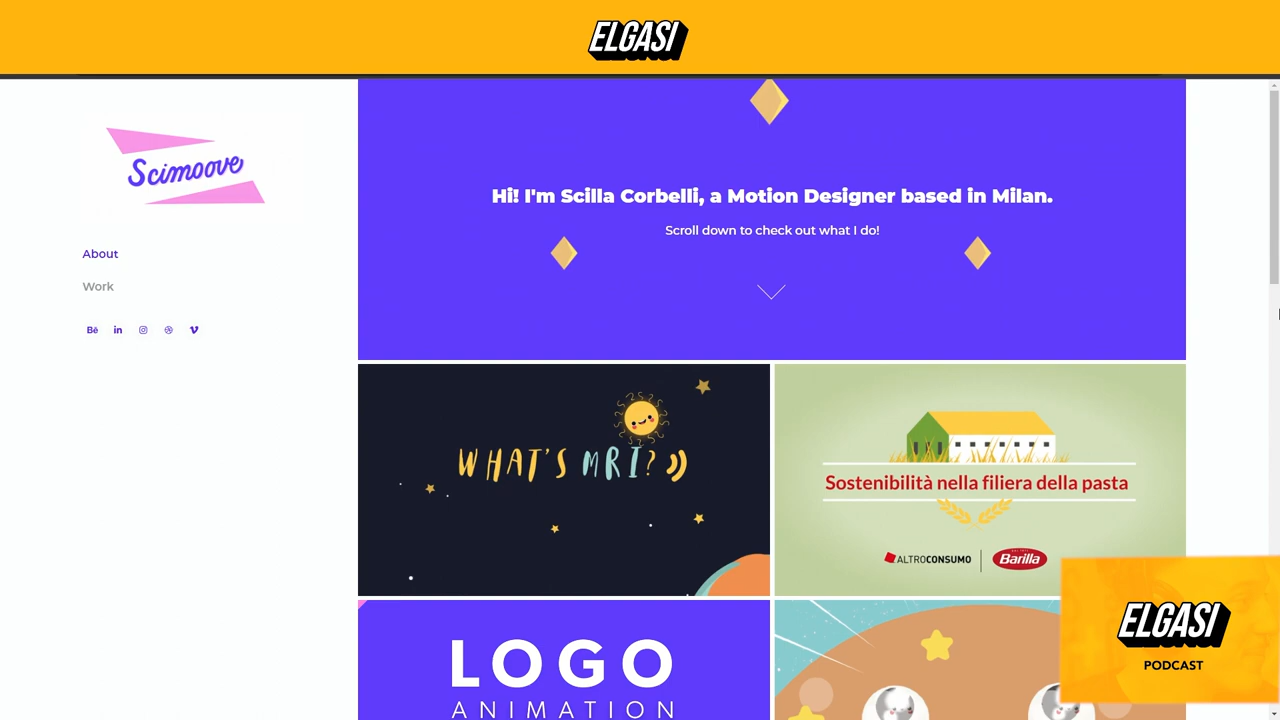 ELGASI
Scimoove
About
Work
Bē
in
Hi! I'm Scilla Corbelli, a Motion Designer based in Milan.
Scroll down to check out what I do!
WHAT'S MRI?
Sostenibilità nella filiera della pasta
ALTROCONSUMO
Barilla
LOGO
ANIMATION
ELGASI
PODCAST